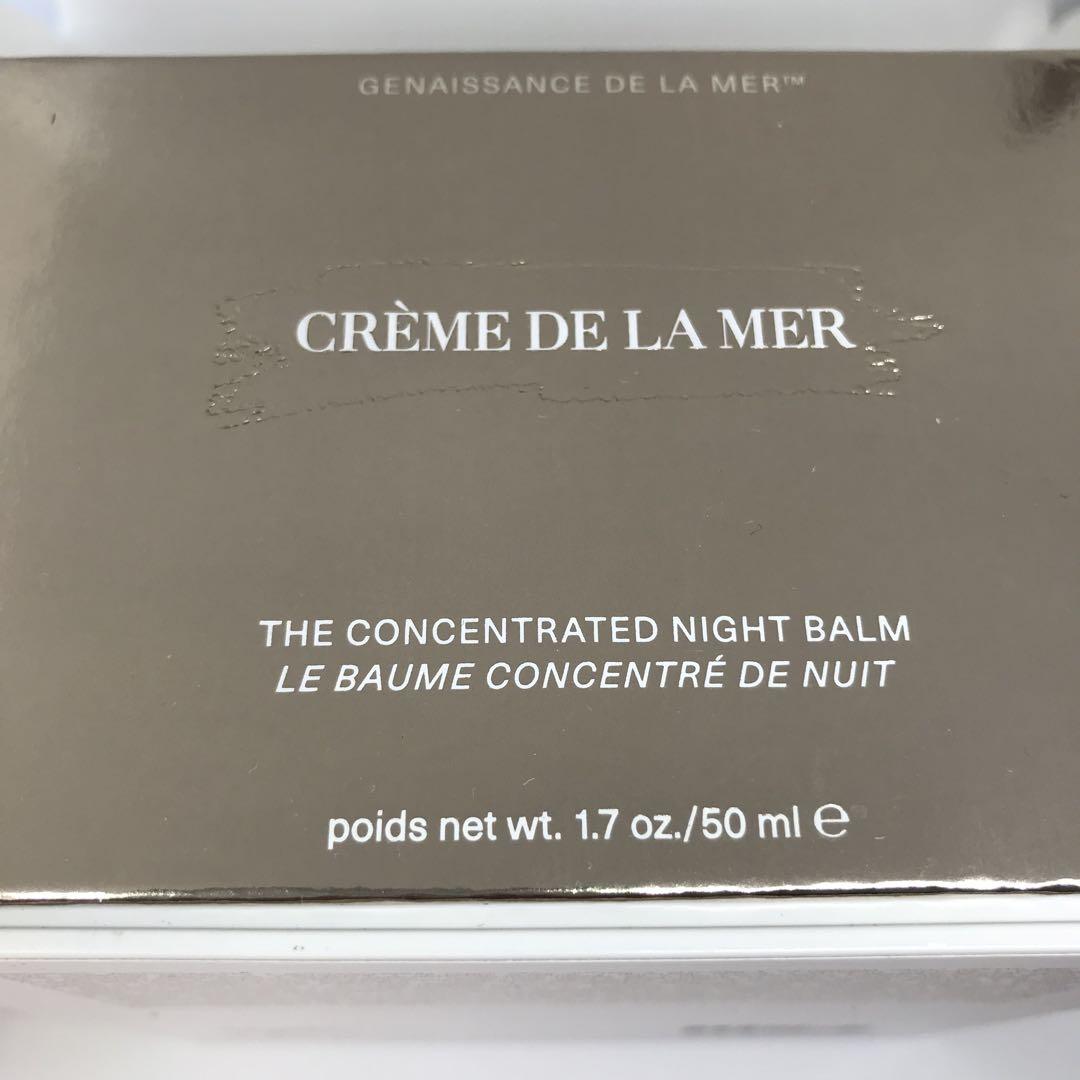 GENAISSANCE DE LA MER™
CRÈME DE LA MER
THE CONCENTRATED NIGHT BALM
LE BAUME CONCENTRÉ DE NUIT
poids net wt. 1.7 oz./50 ml ℮